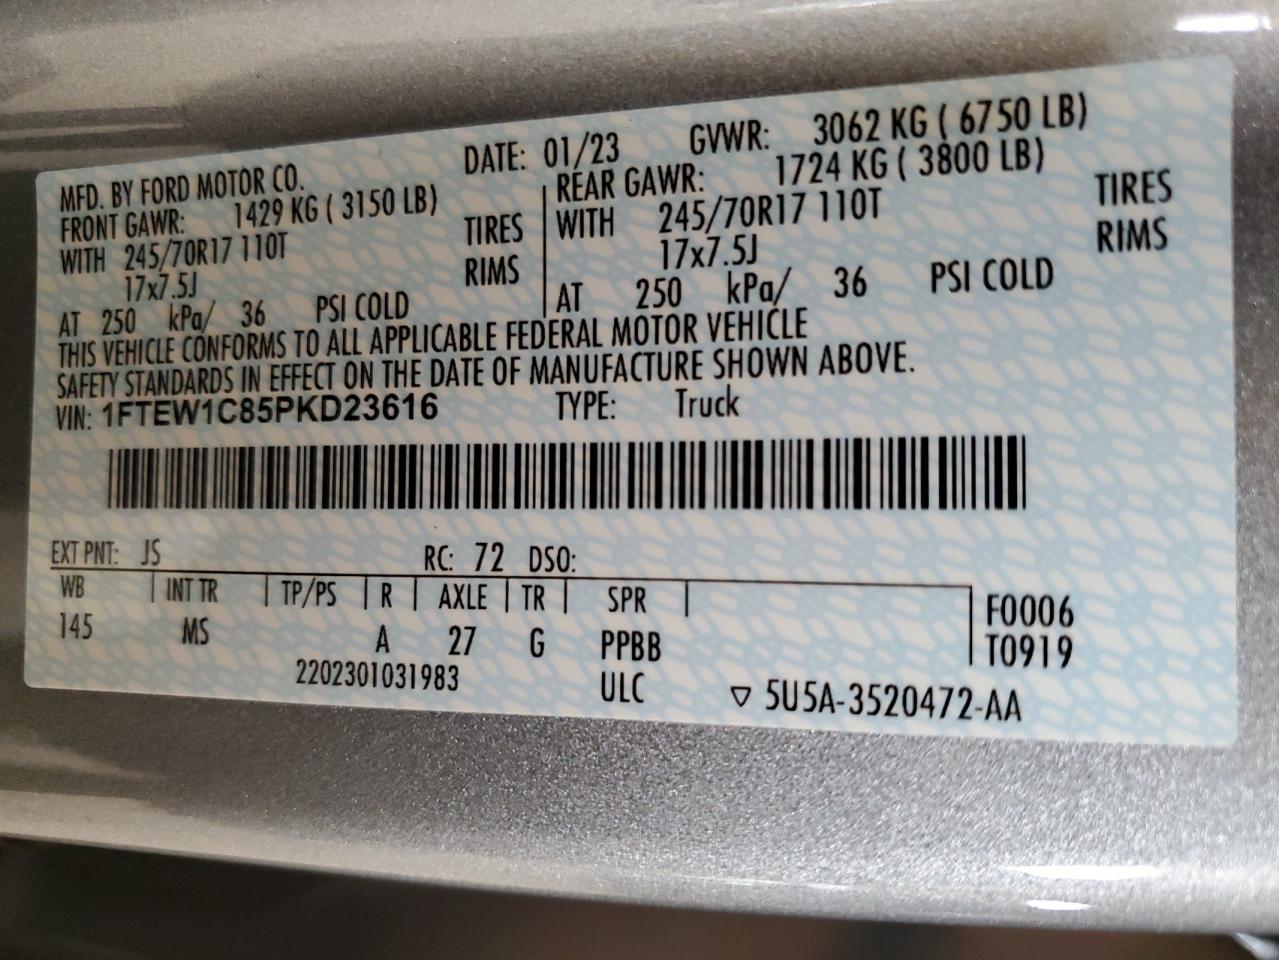 MFD. BY FORD MOTOR CO. DATE: 01/23 GVWR: 3062 KG ( 6750 LB)
FRONT GAWR: 1429 KG ( 3150 LB) REAR GAWR: 1724 KG ( 3800 LB)
WITH 245/70R17 110T TIRES WITH 245/70R17 110T TIRES
17x7.5J RIMS 17x7.5J RIMS
AT 250 kPa/ 36 PSI COLD AT 250 kPa/ 36 PSI COLD
THIS VEHICLE CONFORMS TO ALL APPLICABLE FEDERAL MOTOR VEHICLE
SAFETY STANDARDS IN EFFECT ON THE DATE OF MANUFACTURE SHOWN ABOVE.
VIN: 1FTEW1C85PKD23616 TYPE: Truck
EXT PNT: JS RC: 72 DSO:
WB INT TR TP/PS R AXLE TR SPR F0006
145 MS A 27 G PPBB T0919
2202301031983 ULC ▽ 5U5A-3520472-AA